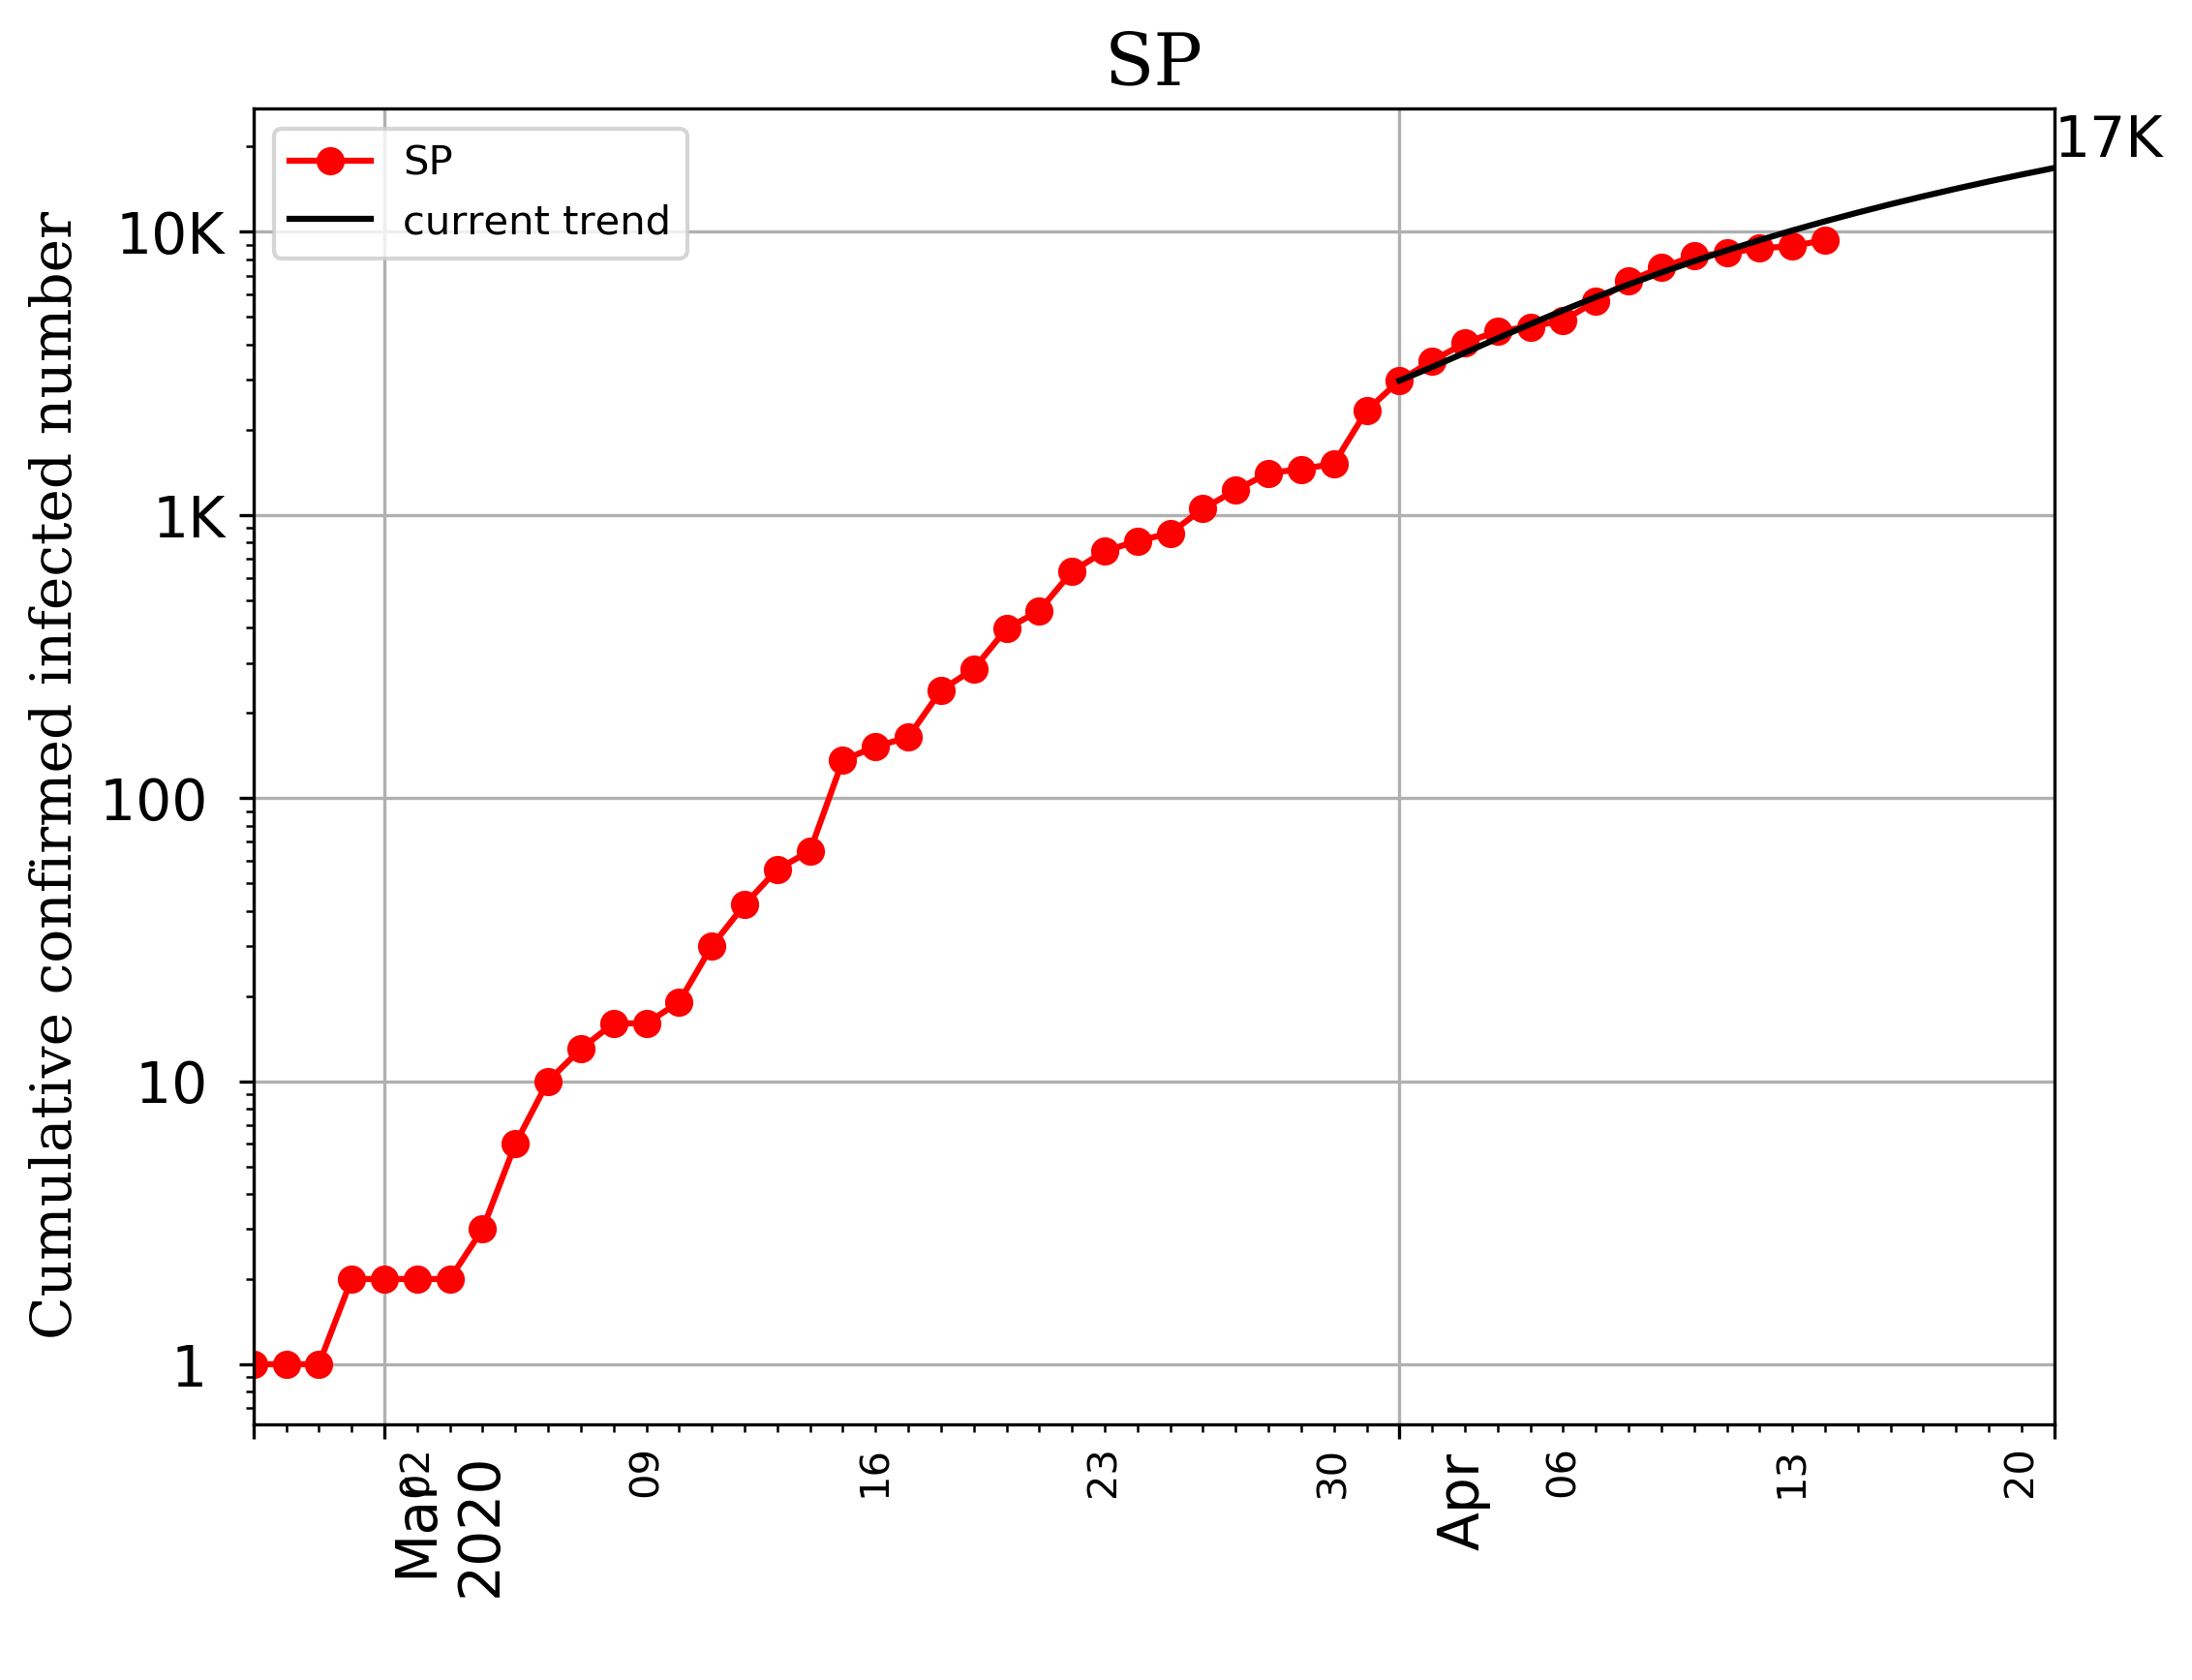 SP
17K
SP
current trend
10K
1K
100
10
1
Cumulative confirmed infected number
02
09
16
23
30
06
13
20
Mar
2020
Apr